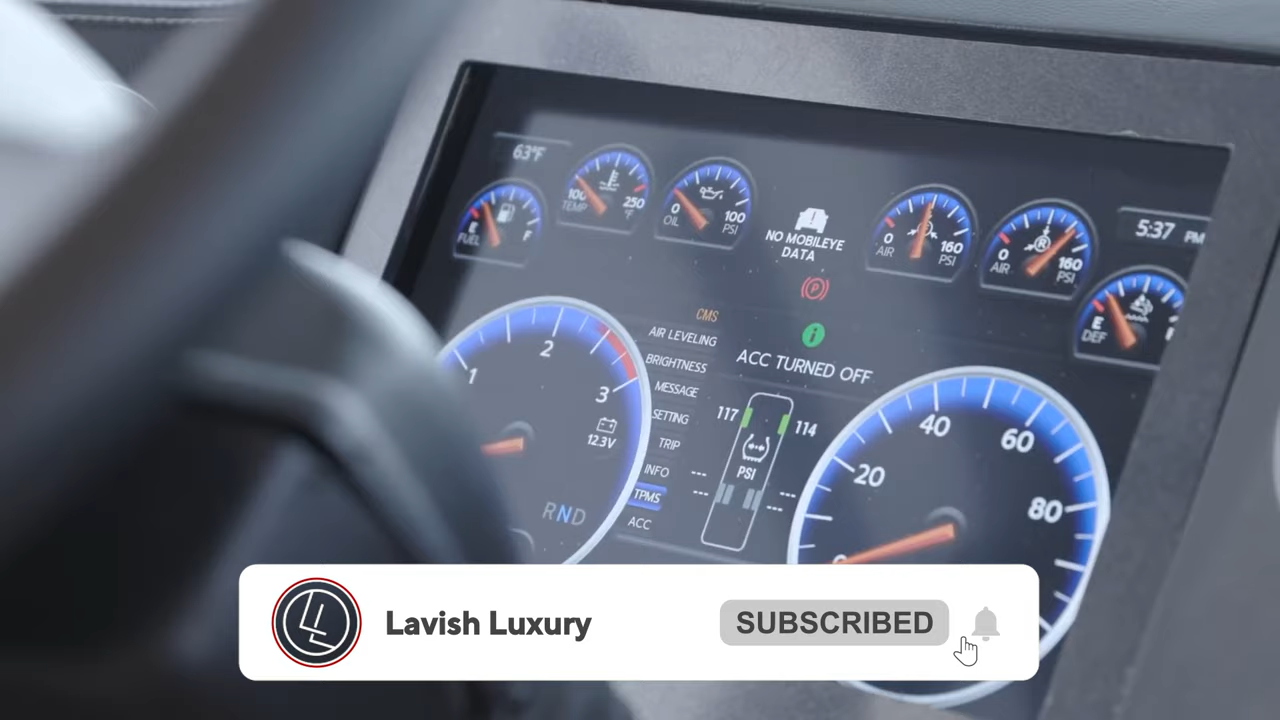 63°F
100
TEMP
250
°F
0
OIL
100
PSI
E
FUEL
F
NO MOBILEYE
DATA
0
AIR
160
PSI
0
AIR
160
PSI
5:37 PM
E
DEF
P
i
ACC TURNED OFF
CMS
AIR LEVELING
BRIGHTNESS
MESSAGE
SETTING
TRIP
INFO
TPMS
ACC
1
2
3
12.3V
RND
117
114
PSI
---
---
---
---
20
40
60
80
Lavish Luxury
SUBSCRIBED